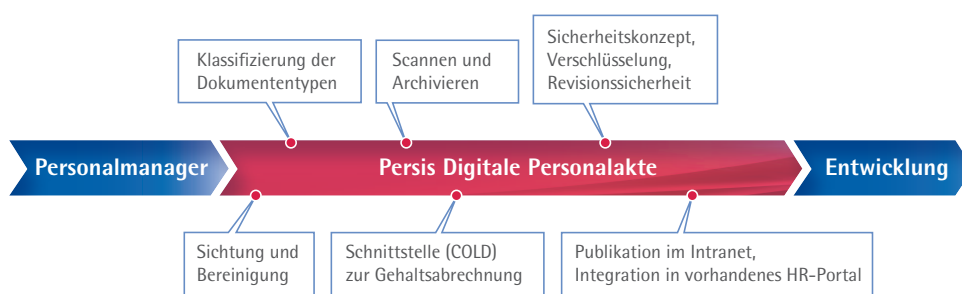 Klassifizierung der
Dokumententypen
Scannen und
Archivieren
Sicherheitskonzept,
Verschlüsselung,
Revisionssicherheit
Personalmanager
Persis Digitale Personalakte
Entwicklung
Sichtung und
Bereinigung
Schnittstelle (COLD)
zur Gehaltsabrechnung
Publikation im Intranet,
Integration in vorhandenes HR-Portal